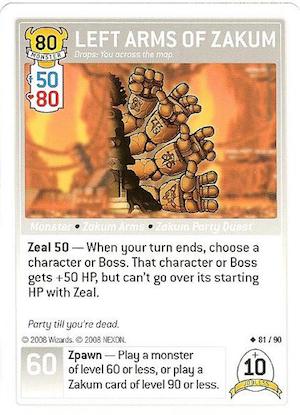 80
MONSTER
LEFT ARMS OF ZAKUM
Drops: You across the map.
50
80
Monster • Zakum Arms • Zakum Party Quest
Zeal 50 — When your turn ends, choose a
character or Boss. That character or Boss
gets +50 HP, but can't go over its starting
HP with Zeal.
Party till you're dead.
© 2008 Wizards. © 2008 NEXON.
◆ 81 / 90
60
Zpawn — Play a monster
of level 60 or less, or play a
Zakum card of level 90 or less.
+
10
JOBLESS